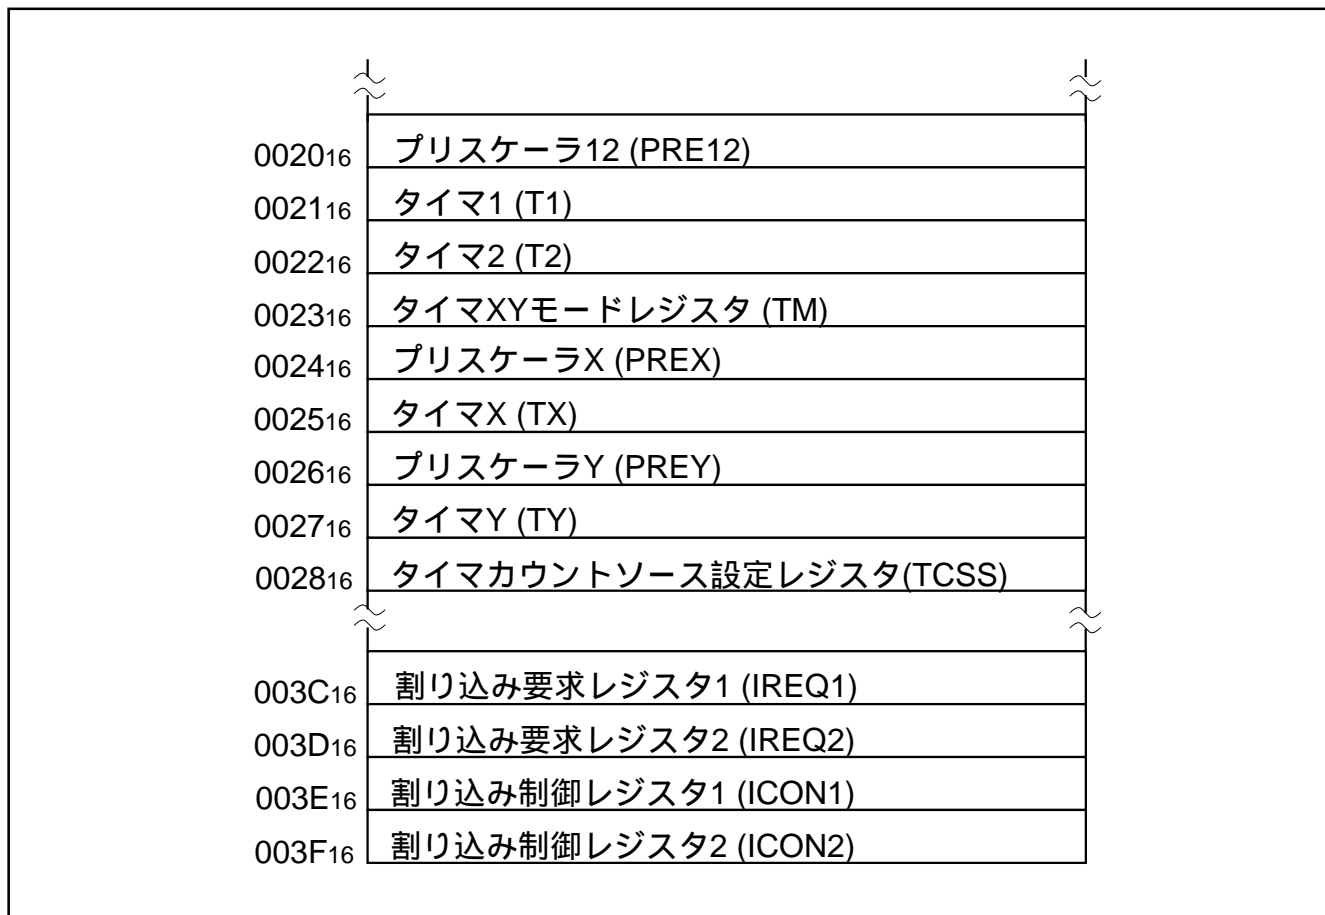 002016 プリスケーラ12 (PRE12)
002116 タイマ1 (T1)
002216 タイマ2 (T2)
002316 タイマXYモードレジスタ (TM)
002416 プリスケーラX (PREX)
002516 タイマX (TX)
002616 プリスケーラY (PREY)
002716 タイマY (TY)
002816 タイマカウントソース設定レジスタ(TCSS)
003C16 割り込み要求レジスタ1 (IREQ1)
003D16 割り込み要求レジスタ2 (IREQ2)
003E16 割り込み制御レジスタ1 (ICON1)
003F16 割り込み制御レジスタ2 (ICON2)